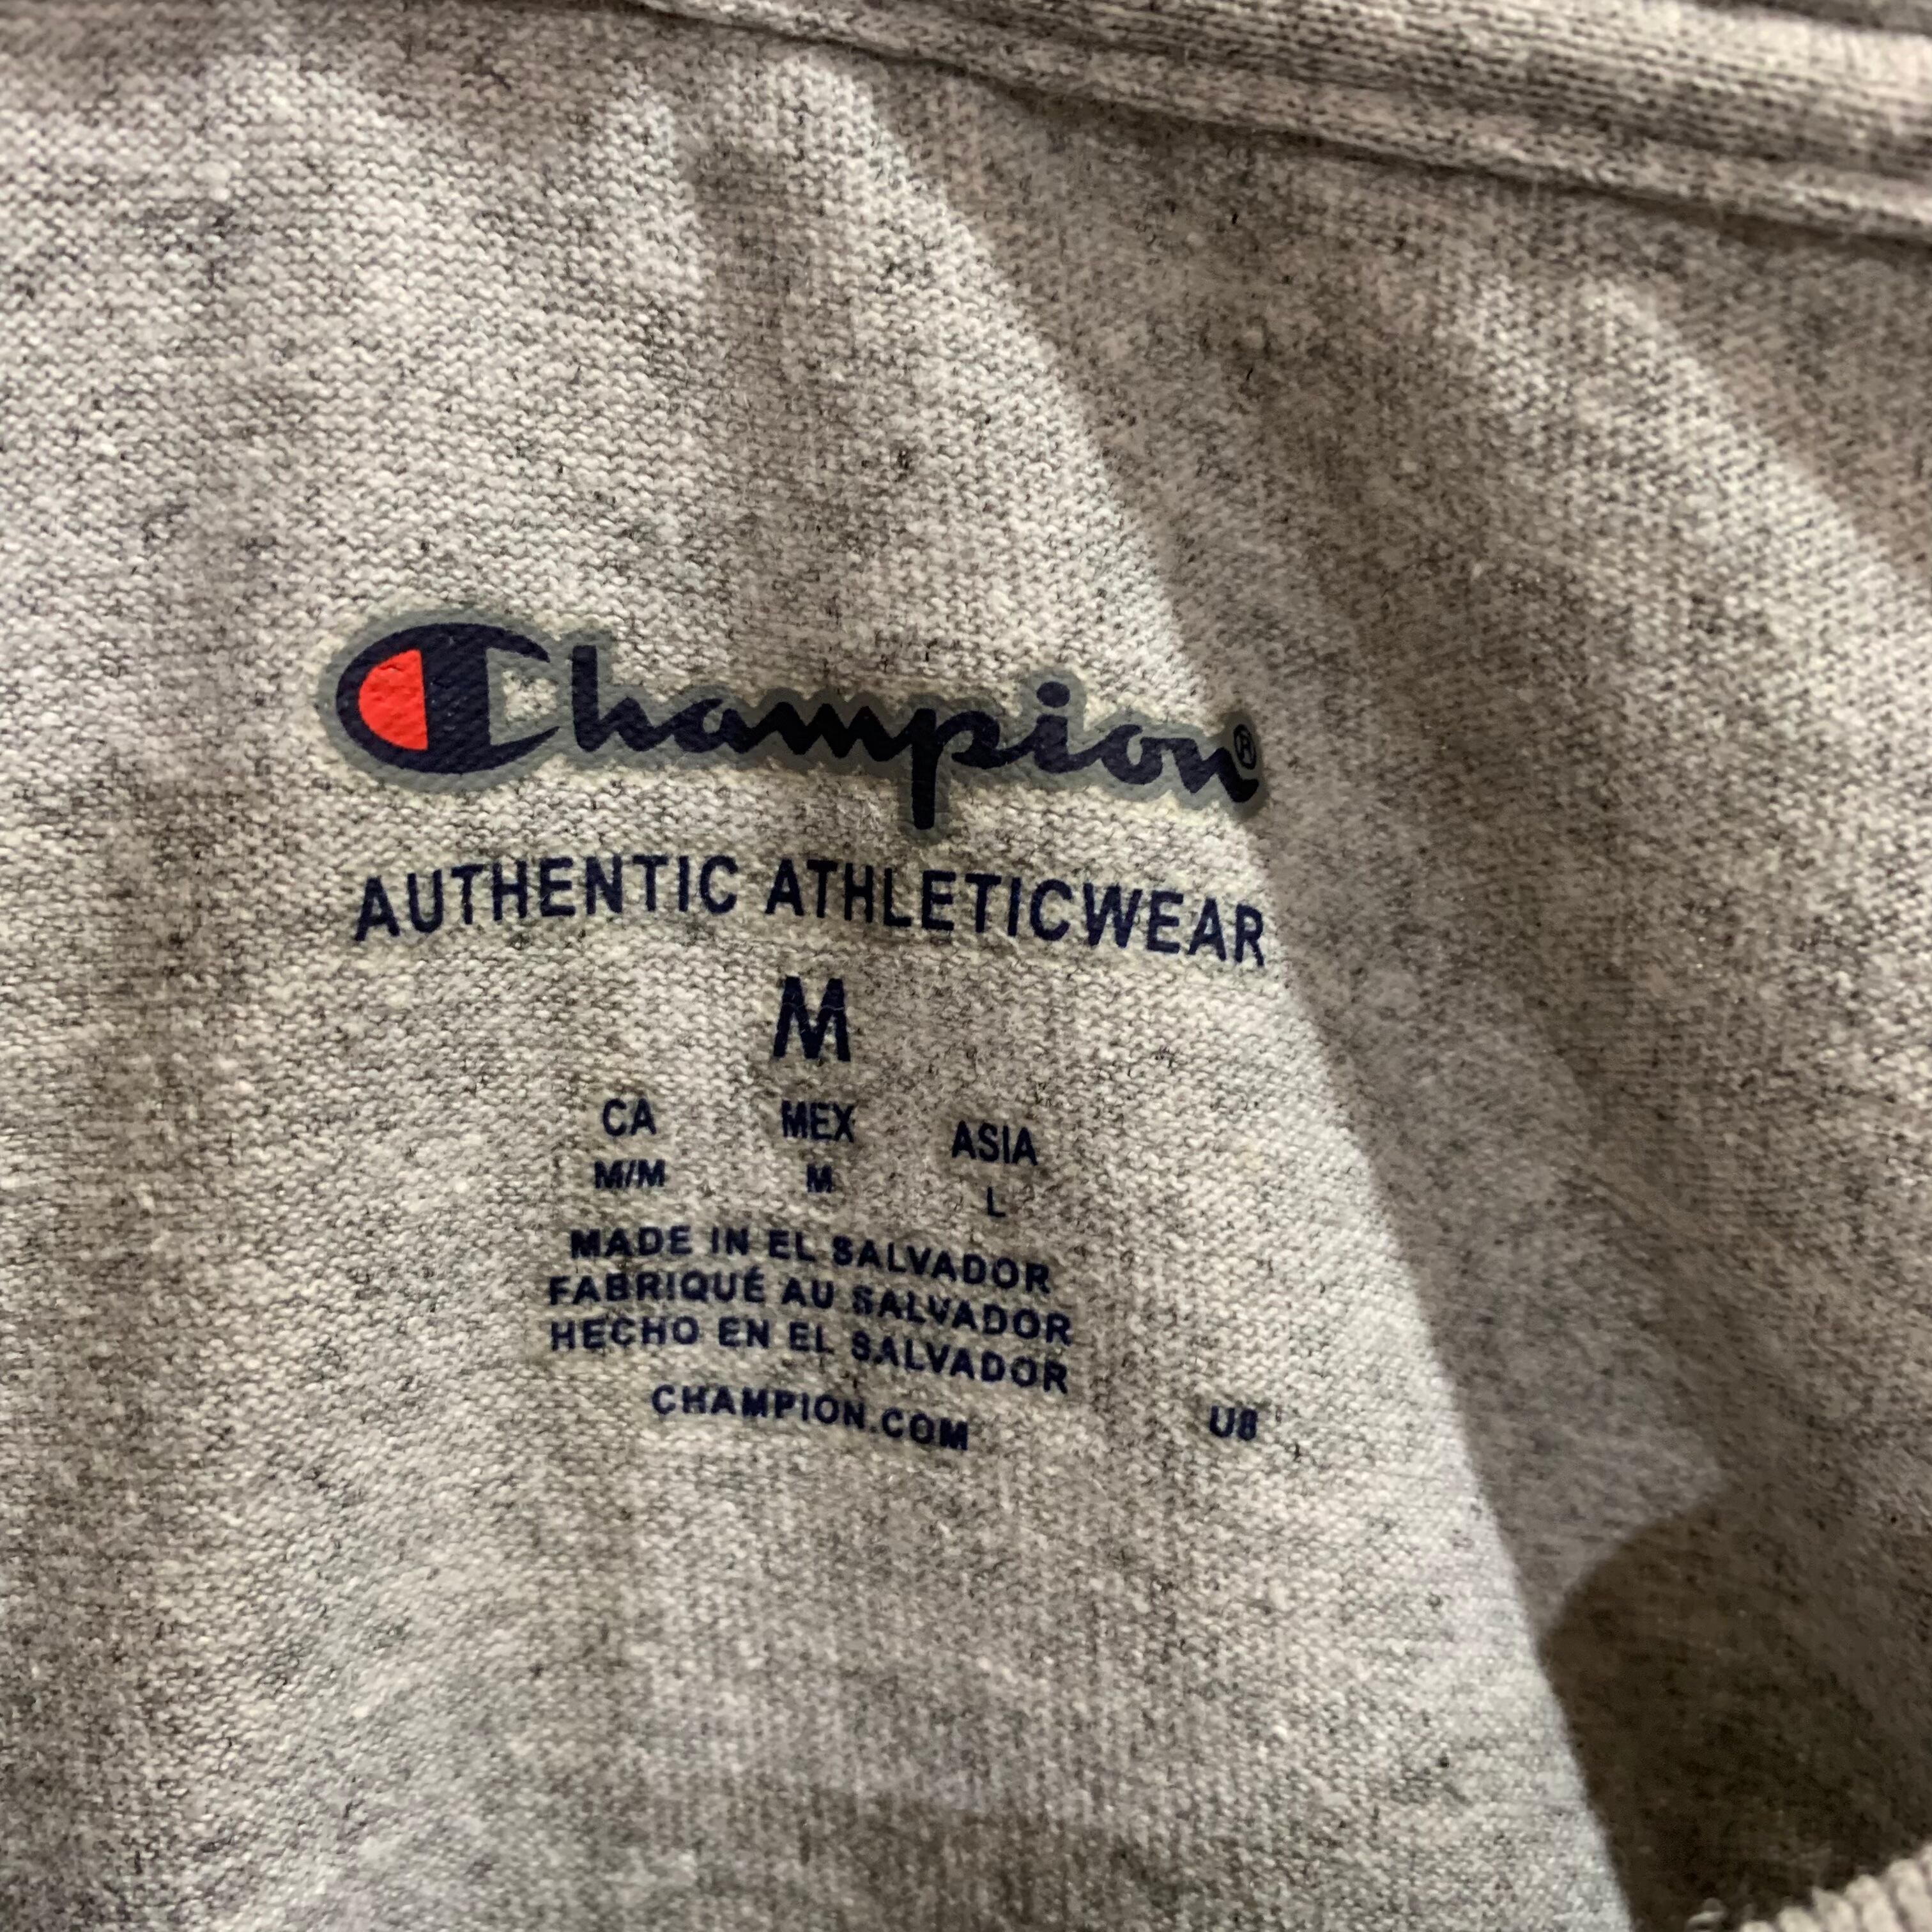 Champion®
AUTHENTIC ATHLETICWEAR
M
CA MEX ASIA
M/M M L
MADE IN EL SALVADOR
FABRIQUÉ AU SALVADOR
HECHO EN EL SALVADOR
CHAMPION.COM
U8